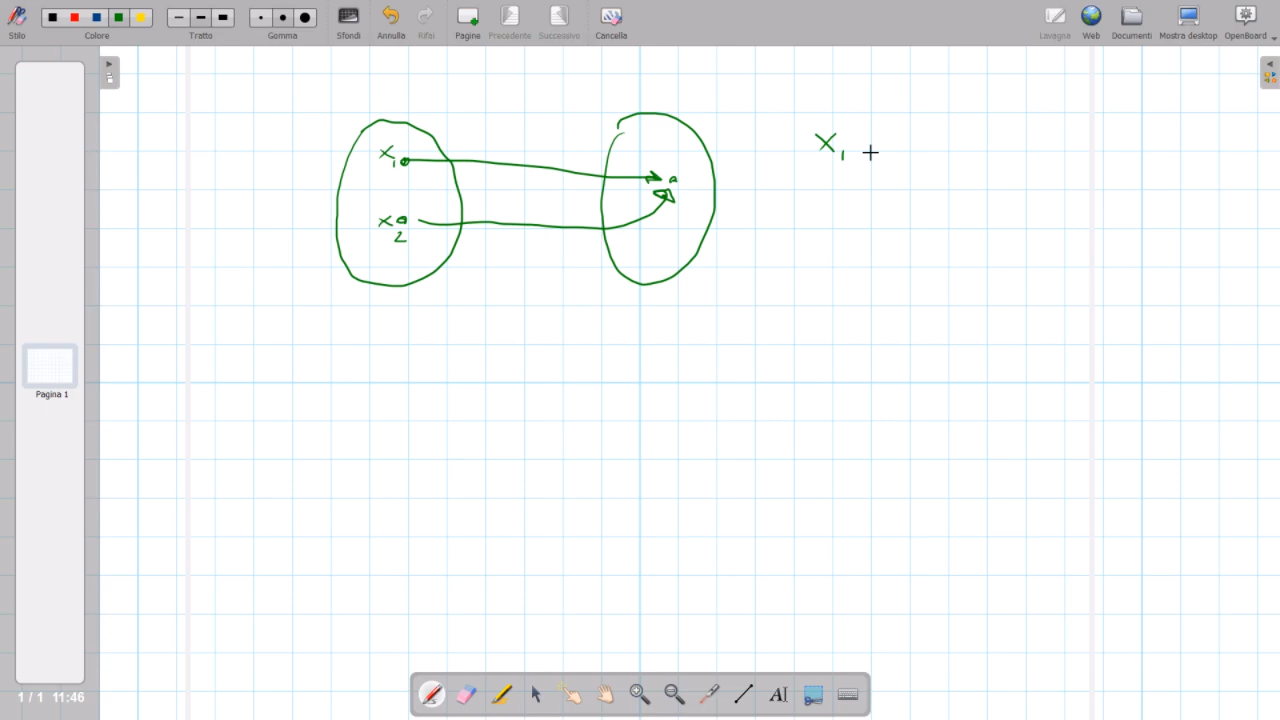 Stilo Colore Tratto Gomma Sfondi Annulla Rifai Pagine Precedente Successivo Cancella Lavagna Web Documenti Mostra desktop OpenBoard
x₁
x₂
X₁
Pagina 1
1 / 1 11:46
AI